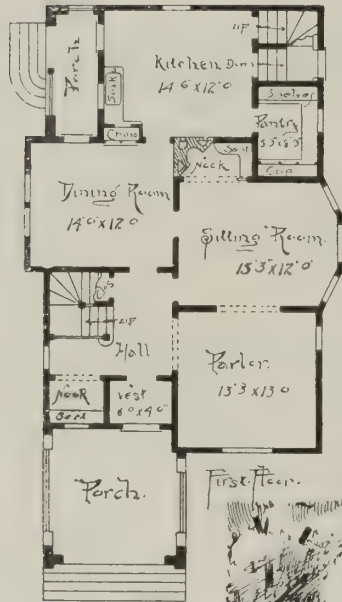 UP
Porch
Kitchen
14'6"x12'0
Down
Sink
Shelves
Pantry
China
Seat
Nook
Cup
Dining Room
14'0"x12'0
Sitting Room.
15'3"x12'0"
UP
Hall
Parlor.
13'3"x13'0
Nook
Seat
Vest
6'0"x4'0"
Porch.
First Floor.